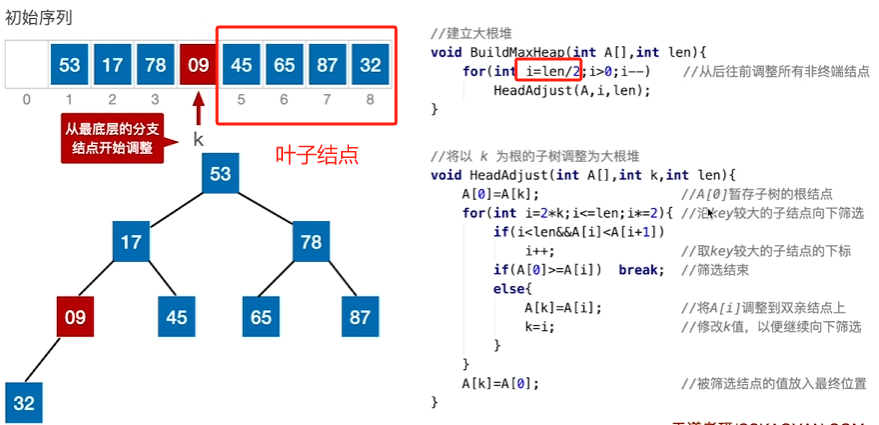 初始序列
53 17 78 09 45 65 87 32
0 1 2 3 5 6 7 8
从最底层的分支
结点开始调整
k
叶子结点
53
17 78
09 45 65 87
32
//建立大根堆
void BuildMaxHeap(int A[],int len){
for(int i=len/2;i>0;i--) //从后往前调整所有非终端结点
HeadAdjust(A,i,len);
}
//将以 k 为根的子树调整为大根堆
void HeadAdjust(int A[],int k,int len){
A[0]=A[k]; //A[0]暂存子树的根结点
for(int i=2*k;i<=len;i*=2){ //沿key较大的子结点向下筛选
if(i<len&&A[i]<A[i+1])
i++; //取key较大的子结点的下标
if(A[0]>=A[i]) break; //筛选结束
else{
A[k]=A[i]; //将A[i]调整到双亲结点上
k=i; //修改k值，以便继续向下筛选
}
}
A[k]=A[0]; //被筛选结点的值放入最终位置
}